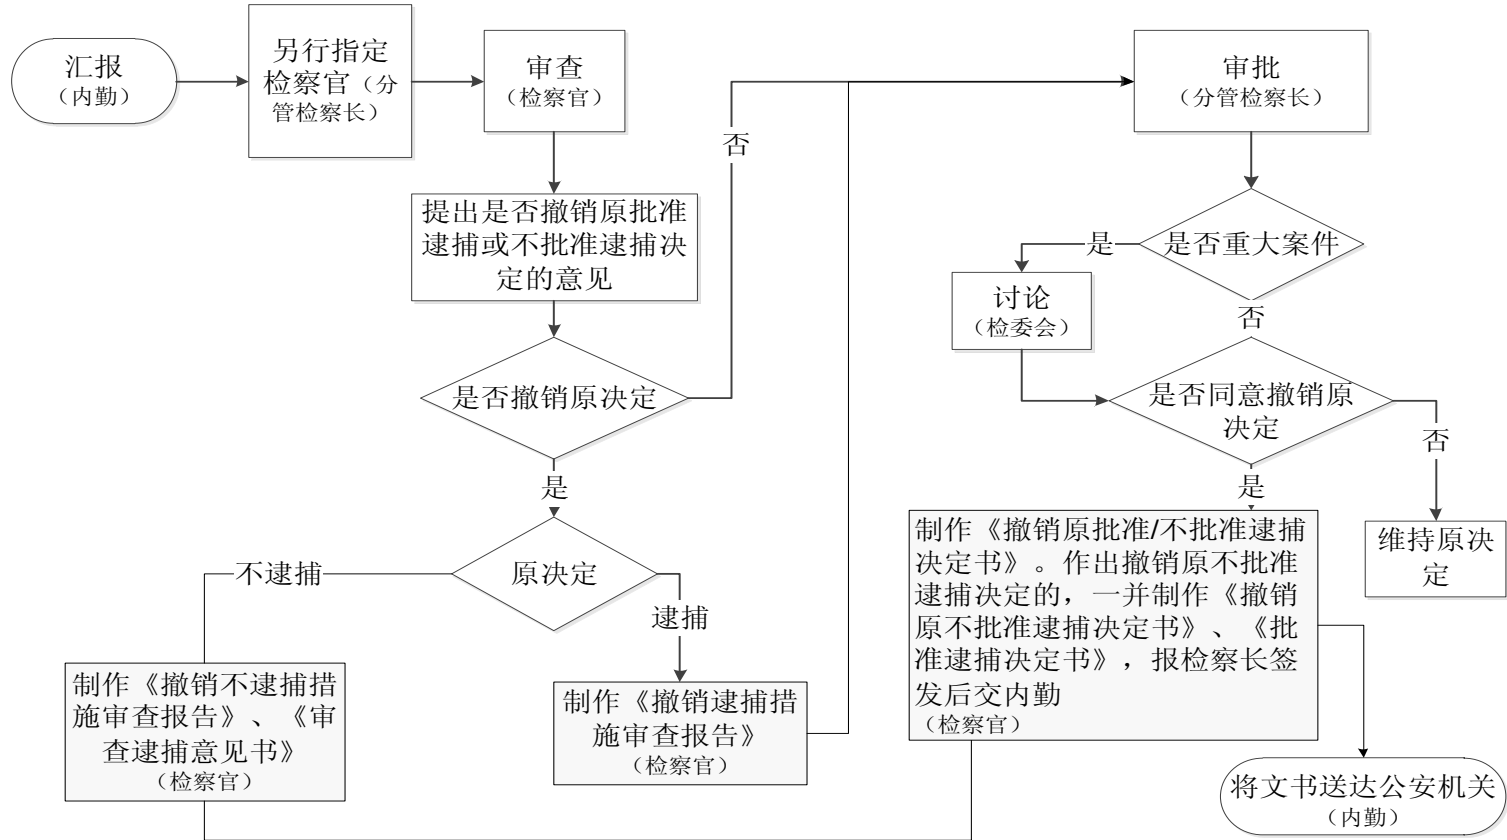 汇报
（内勤）
另行指定
检察官（分
管检察长）
审查
（检察官）
提出是否撤销原批准
逮捕或不批准逮捕决
定的意见
是否撤销原决定
否
是
原决定
不逮捕
逮捕
制作《撤销不逮捕措
施审查报告》、《审
查逮捕意见书》
（检察官）
制作《撤销逮捕措
施审查报告》
（检察官）
审批
（分管检察长）
是否重大案件
是
讨论
（检委会）
否
是否同意撤销原
决定
否
维持原决
定
是
制作《撤销原批准/不批准逮捕
决定书》。作出撤销原不批准
逮捕决定的，一并制作《撤销
原不批准逮捕决定书》、《批
准逮捕决定书》，报检察长签
发后交内勤
（检察官）
将文书送达公安机关
（内勤）